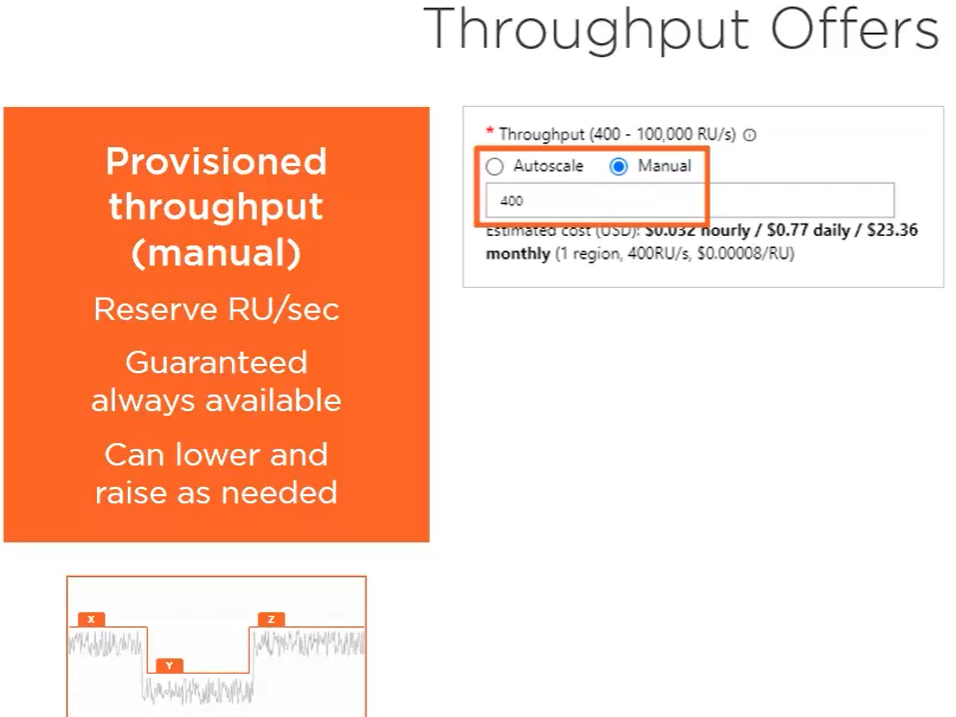 Throughput Offers
Provisioned
throughput
(manual)
Reserve RU/sec
Guaranteed
always available
Can lower and
raise as needed
* Throughput (400 - 100,000 RU/s)
Autoscale Manual
400
Estimated cost (USD): $0.032 hourly / $0.77 daily / $23.36
monthly (1 region, 400RU/s, $0.00008/RU)
X
Z
Y